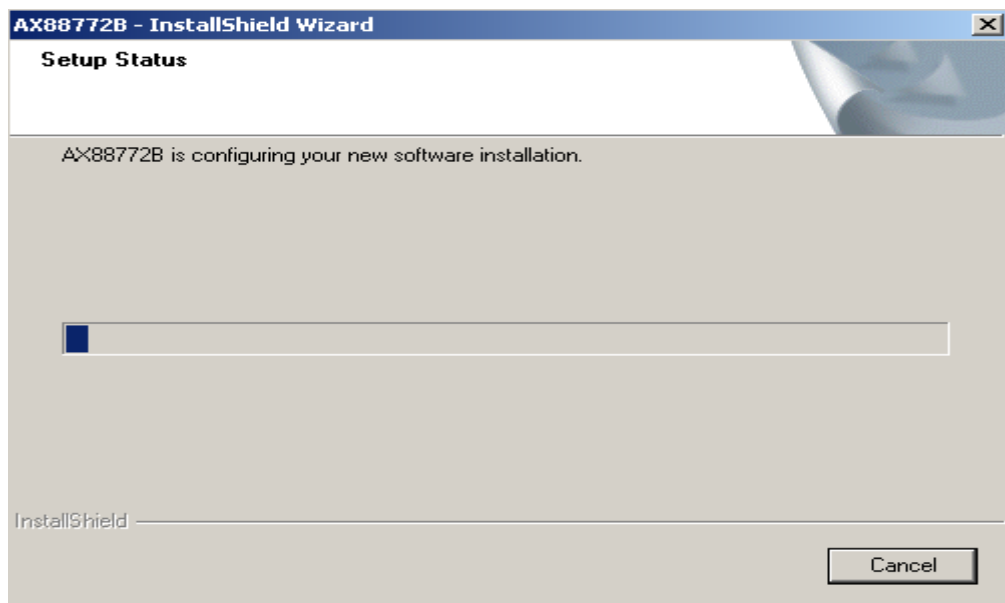 AX88772B - InstallShield Wizard
Setup Status
AX88772B is configuring your new software installation.
InstallShield
Cancel